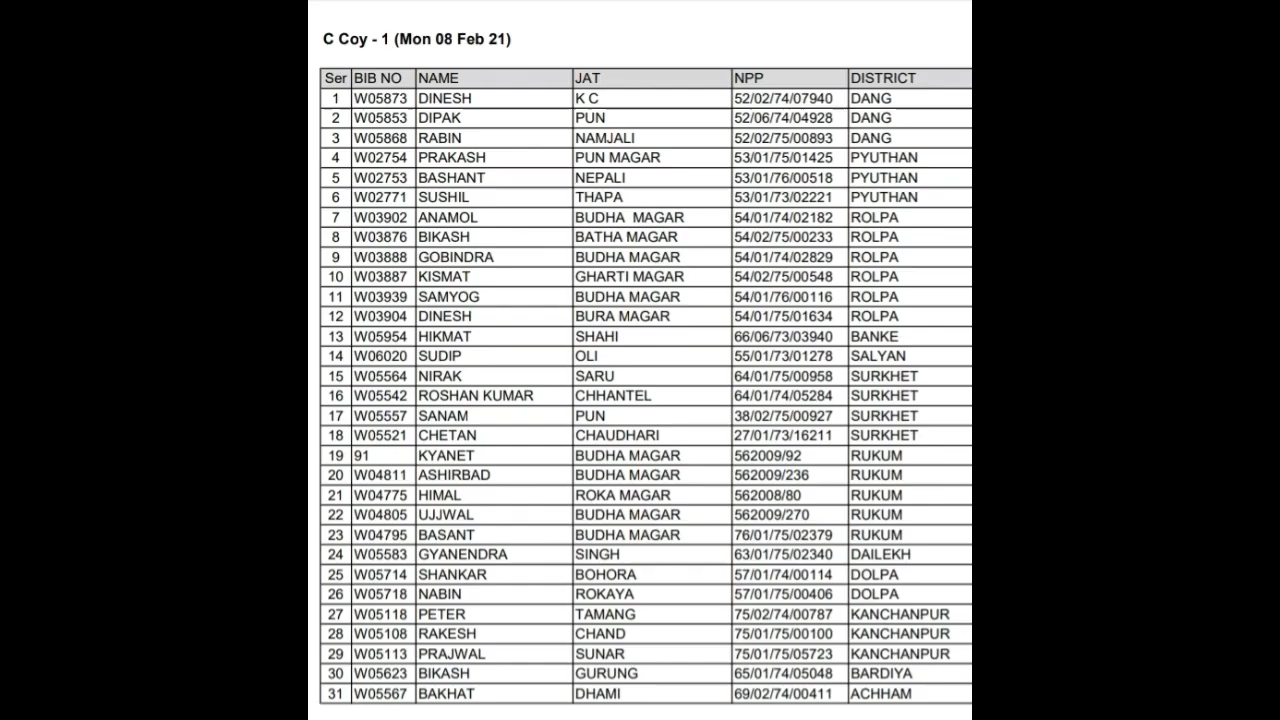 C Coy - 1 (Mon 08 Feb 21)
Ser BIB NO NAME JAT NPP DISTRICT
1 W05873 DINESH K C 52/02/74/07940 DANG
2 W05853 DIPAK PUN 52/06/74/04928 DANG
3 W05868 RABIN NAMJALI 52/02/75/00893 DANG
4 W02754 PRAKASH PUN MAGAR 53/01/75/01425 PYUTHAN
5 W02753 BASHANT NEPALI 53/01/76/00518 PYUTHAN
6 W02771 SUSHIL THAPA 53/01/73/02221 PYUTHAN
7 W03902 ANAMOL BUDHA  MAGAR 54/01/74/02182 ROLPA
8 W03876 BIKASH BATHA MAGAR 54/02/75/00233 ROLPA
9 W03888 GOBINDRA BUDHA MAGAR 54/01/74/02829 ROLPA
10 W03887 KISMAT GHARTI MAGAR 54/02/75/00548 ROLPA
11 W03939 SAMYOG BUDHA MAGAR 54/01/76/00116 ROLPA
12 W03904 DINESH BURA MAGAR 54/01/75/01634 ROLPA
13 W05954 HIKMAT SHAHI 66/06/73/03940 BANKE
14 W06020 SUDIP OLI 55/01/73/01278 SALYAN
15 W05564 NIRAK SARU 64/01/75/00958 SURKHET
16 W05542 ROSHAN KUMAR CHHANTEL 64/01/74/05284 SURKHET
17 W05557 SANAM PUN 38/02/75/00927 SURKHET
18 W05521 CHETAN CHAUDHARI 27/01/73/16211 SURKHET
19 91 KYANET BUDHA MAGAR 562009/92 RUKUM
20 W04811 ASHIRBAD BUDHA MAGAR 562009/236 RUKUM
21 W04775 HIMAL ROKA MAGAR 562008/80 RUKUM
22 W04805 UJJWAL BUDHA MAGAR 562009/270 RUKUM
23 W04795 BASANT BUDHA MAGAR 76/01/75/02379 RUKUM
24 W05583 GYANENDRA SINGH 63/01/75/02340 DAILEKH
25 W05714 SHANKAR BOHORA 57/01/74/00114 DOLPA
26 W05718 NABIN ROKAYA 57/01/75/00406 DOLPA
27 W05118 PETER TAMANG 75/02/74/00787 KANCHANPUR
28 W05108 RAKESH CHAND 75/01/75/00100 KANCHANPUR
29 W05113 PRAJWAL SUNAR 75/01/75/05723 KANCHANPUR
30 W05623 BIKASH GURUNG 65/01/74/05048 BARDIYA
31 W05567 BAKHAT DHAMI 69/02/74/00411 ACHHAM